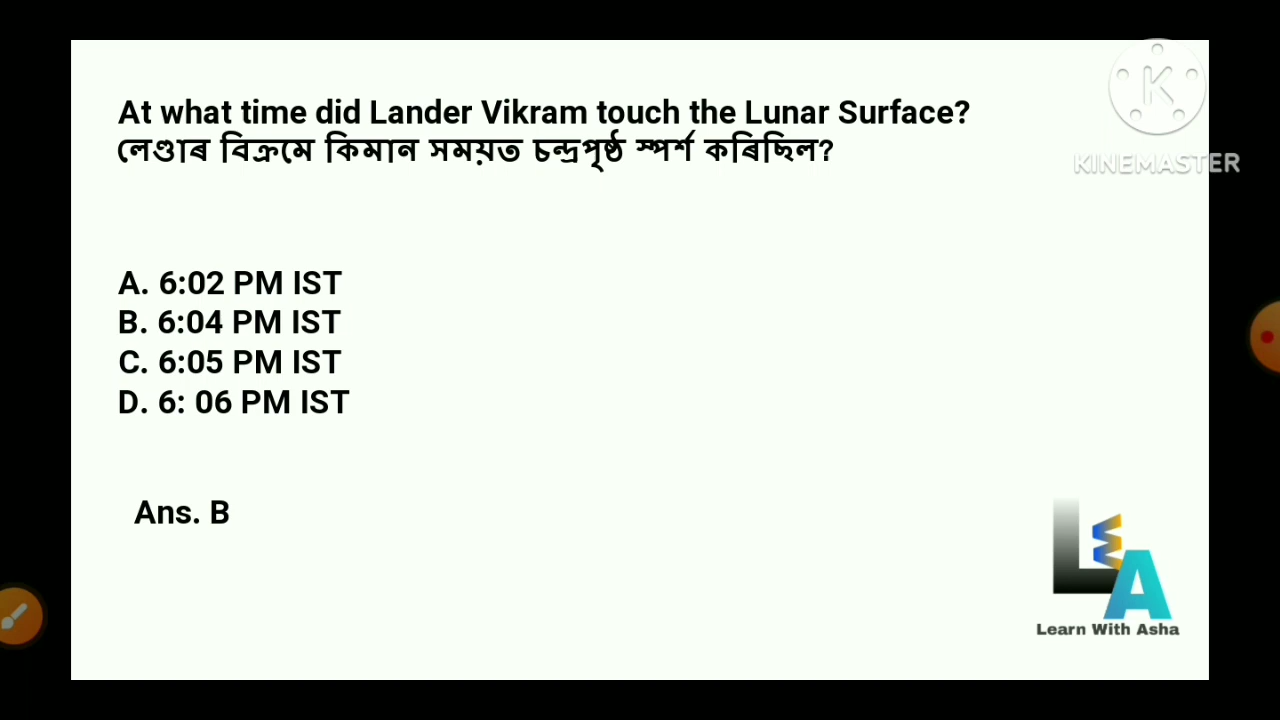 At what time did Lander Vikram touch the Lunar Surface?
লেণ্ডাৰ বিক্ৰমে কিমান সময়ত চন্দ্ৰপৃষ্ঠ স্পৰ্শ কৰিছিল?
K
KINEMASTER
A. 6:02 PM IST
B. 6:04 PM IST
C. 6:05 PM IST
D. 6: 06 PM IST
Ans. B
LEA
Learn With Asha